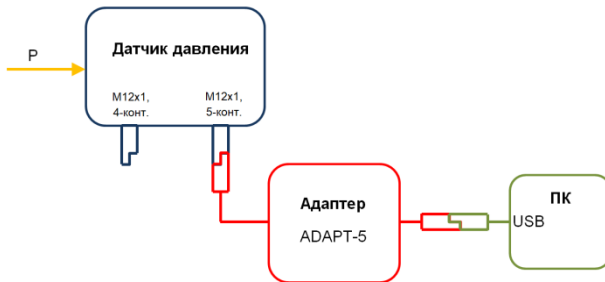 Датчик давления
P
M12x1,
4-конт.
M12x1,
5-конт.
Адаптер
ADAPT-5
ПК
USB